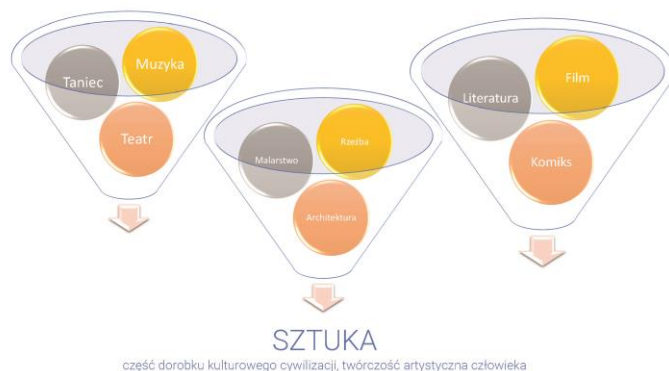 Taniec
Muzyka
Teatr
Malarstwo
Rzeźba
Architektura
Literatura
Film
Komiks
SZTUKA
część dorobku kulturowego cywilizacji, twórczość artystyczna człowieka